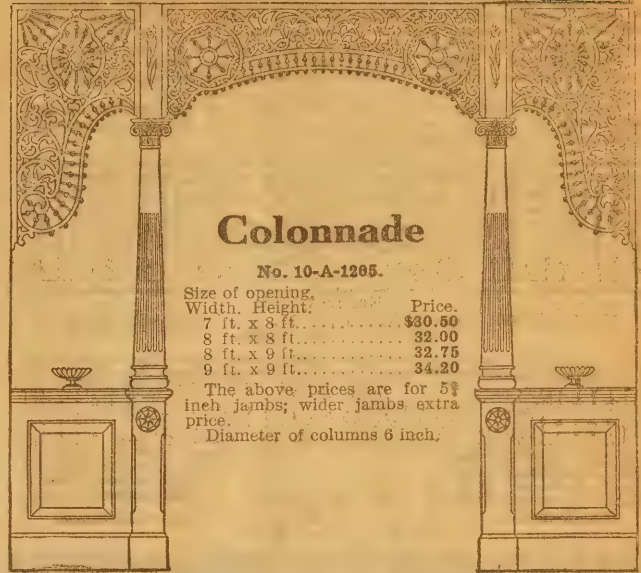 Colonnade
No. 10-A-1205.
Size of opening.
Width. Height. Price.
7 ft. x 8 ft............. $30.50
8 ft. x 8 ft............. 32.00
8 ft. x 9 ft............. 32.75
9 ft. x 9 ft............. 34.20
The above prices are for 5⅜
inch jambs; wider jambs extra
price.
Diameter of columns 6 inch.